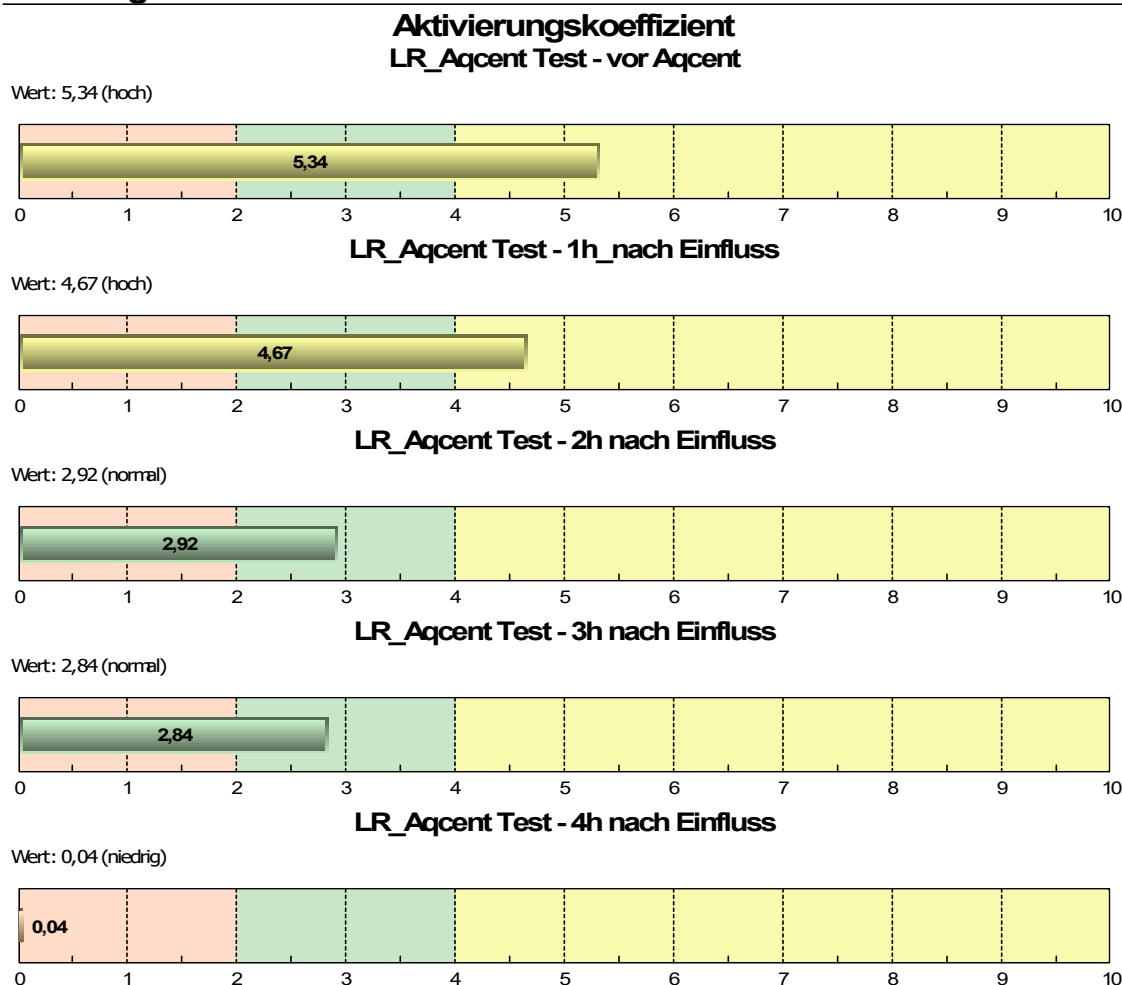 Aktivierungskoeffizient
LR_Aqcent Test - vor Aqcent
Wert: 5,34 (hoch)
5,34
0 1 2 3 4 5 6 7 8 9 10
LR_Aqcent Test - 1h_nach Einfluss
Wert: 4,67 (hoch)
4,67
0 1 2 3 4 5 6 7 8 9 10
LR_Aqcent Test - 2h nach Einfluss
Wert: 2,92 (normal)
2,92
0 1 2 3 4 5 6 7 8 9 10
LR_Aqcent Test - 3h nach Einfluss
Wert: 2,84 (normal)
2,84
0 1 2 3 4 5 6 7 8 9 10
LR_Aqcent Test - 4h nach Einfluss
Wert: 0,04 (niedrig)
0,04
0 1 2 3 4 5 6 7 8 9 10